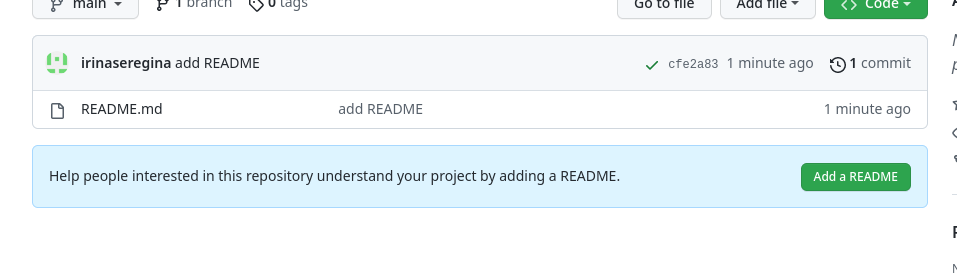 main 1 branch 0 tags Go to file Add file Code
irinaseregina add README cfe2a83 1 minute ago 1 commit
README.md add README 1 minute ago
Help people interested in this repository understand your project by adding a README. Add a README